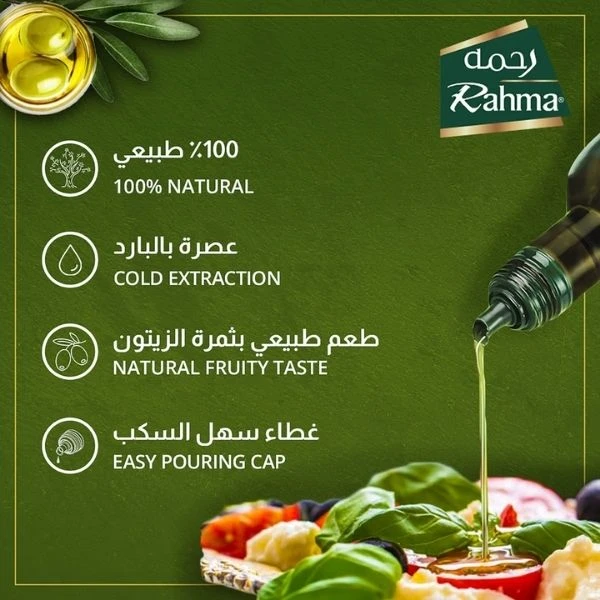 رحمه
Rahma®
100٪ طبيعي
100% NATURAL
عصرة بالبارد
COLD EXTRACTION
طعم طبيعي بثمرة الزيتون
NATURAL FRUITY TASTE
غطاء سهل السكب
EASY POURING CAP